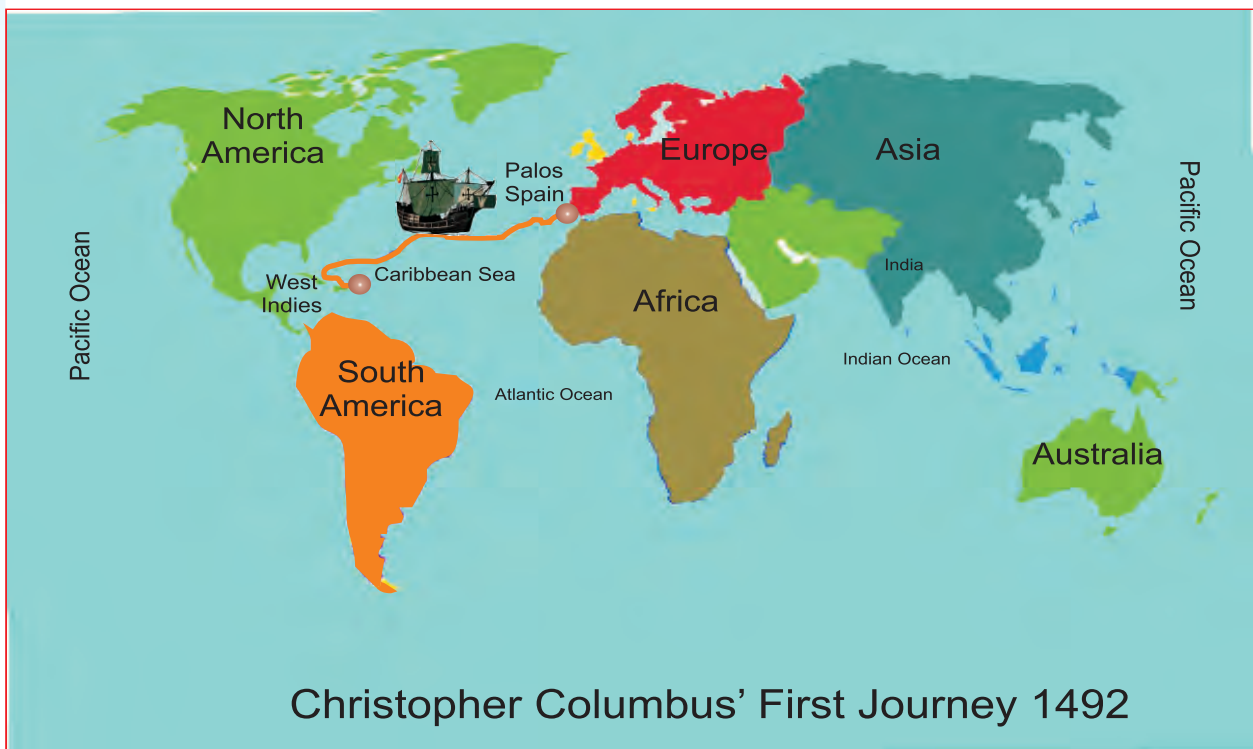 North
America
Palos
Spain
Europe
Asia
Pacific Ocean
Pacific Ocean
West
Indies
Caribbean Sea
India
Africa
Indian Ocean
South
America
Atlantic Ocean
Australia
Christopher Columbus’ First Journey 1492